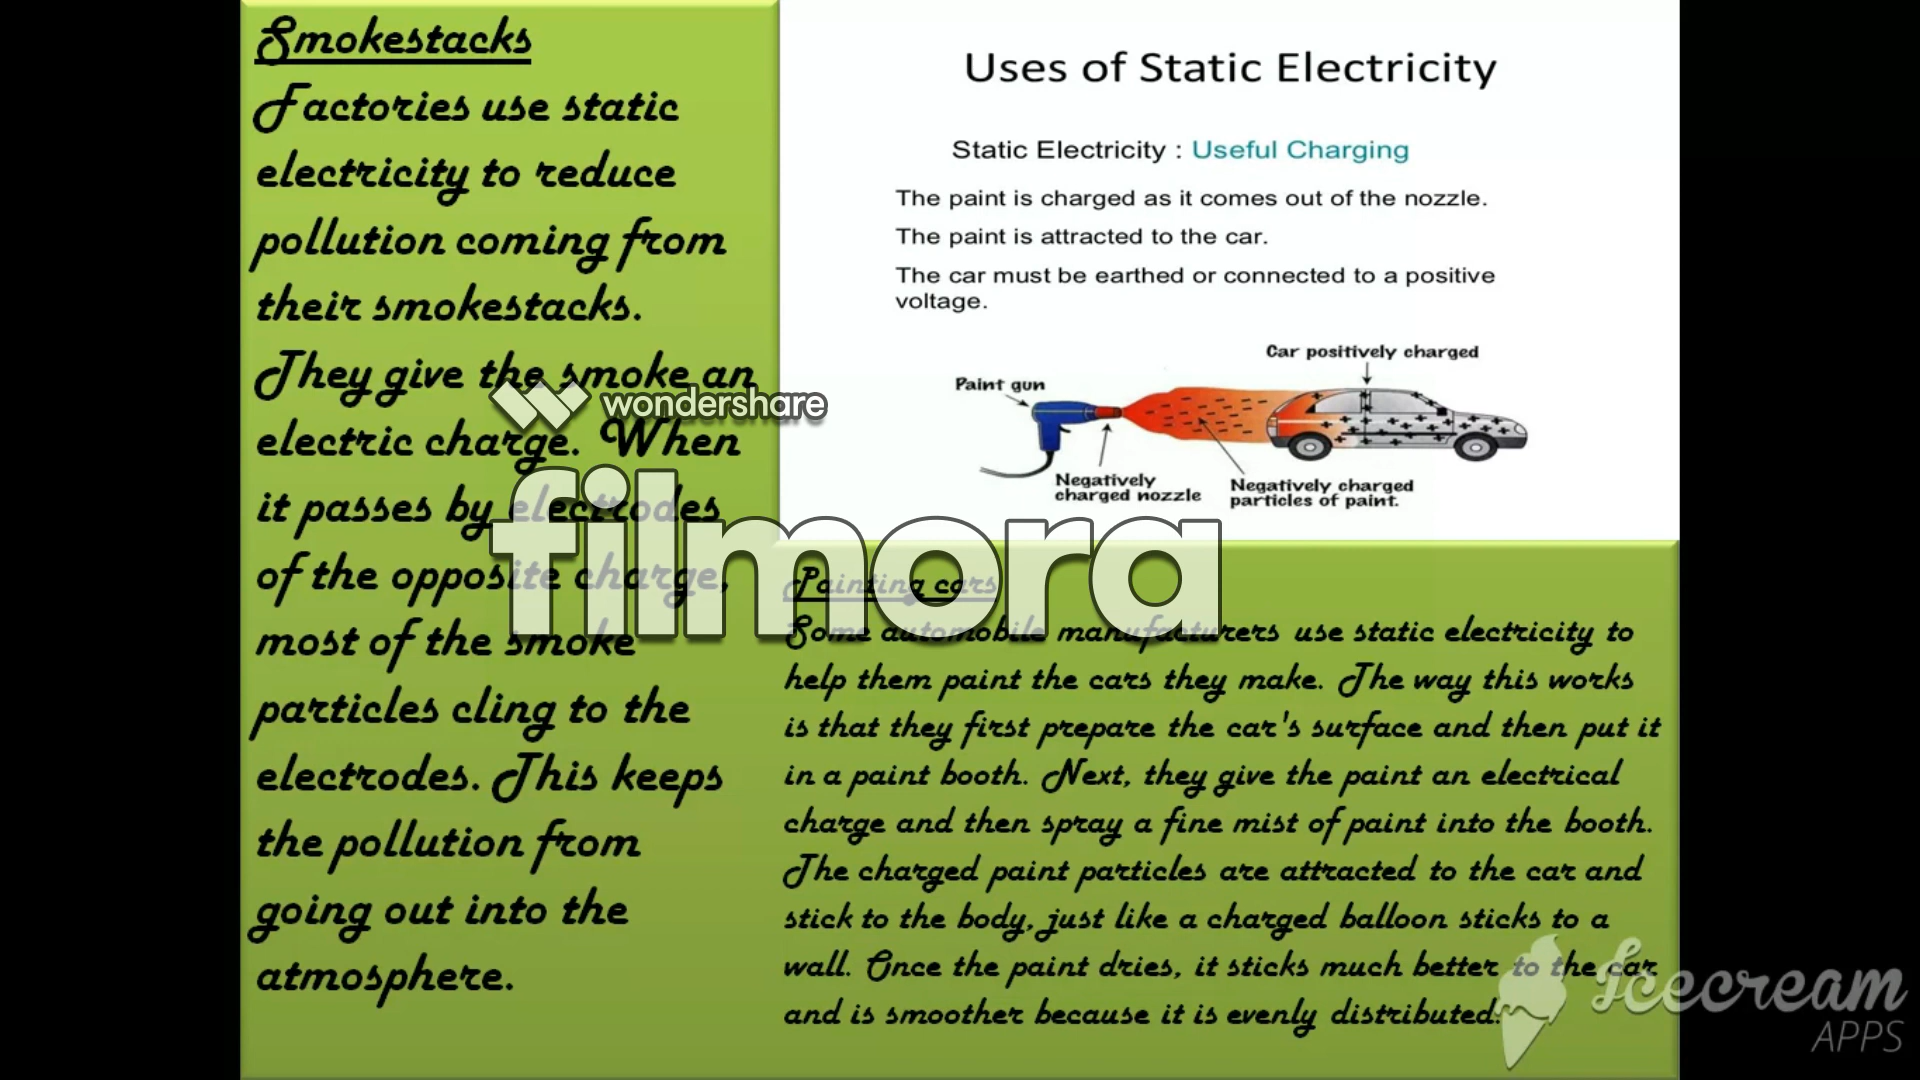 Smokestacks
Factories use static
electricity to reduce
pollution coming from
their smokestacks.
They give the smoke an
electric charge. When
it passes by electrodes
of the opposite charge,
most of the smoke
particles cling to the
electrodes. This keeps
the pollution from
going out into the
atmosphere.
Uses of Static Electricity
Static Electricity : Useful Charging
The paint is charged as it comes out of the nozzle.
The paint is attracted to the car.
The car must be earthed or connected to a positive
voltage.
Car positively charged
Paint gun
Negatively
charged nozzle
Negatively charged
particles of paint.
wondershare
filmora
Painting cars
Some automobile manufacturers use static electricity to
help them paint the cars they make. The way this works
is that they first prepare the car's surface and then put it
in a paint booth. Next, they give the paint an electrical
charge and then spray a fine mist of paint into the booth.
The charged paint particles are attracted to the car and
stick to the body, just like a charged balloon sticks to a
wall. Once the paint dries, it sticks much better to the car
and is smoother because it is evenly distributed.
Icecream
APPS